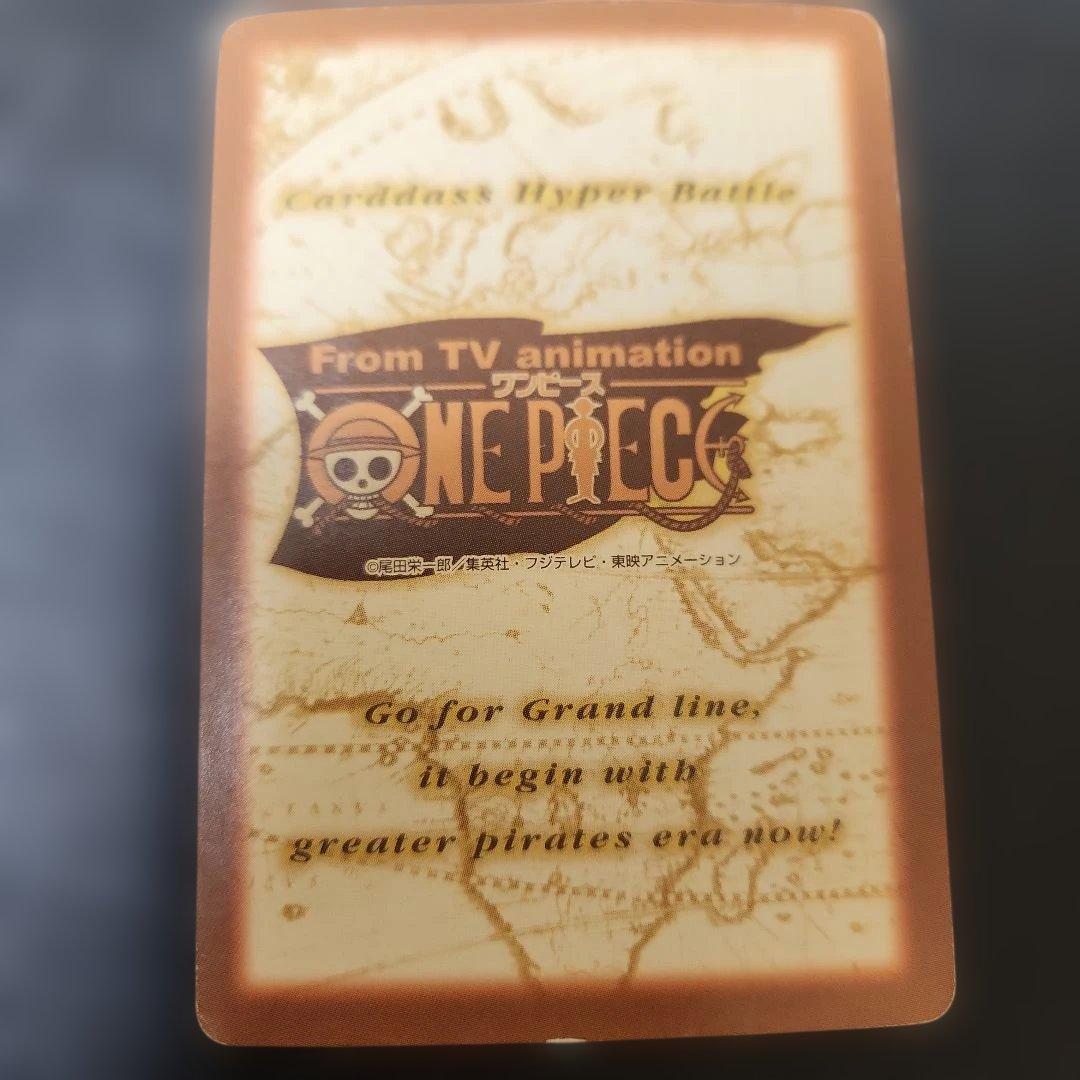 Carddass Hyper Battle
From TV animation
ワンピース
ONE PIECE
©尾田栄一郎／集英社・フジテレビ・東映アニメーション
Go for Grand line,
it begin with
greater pirates era now!